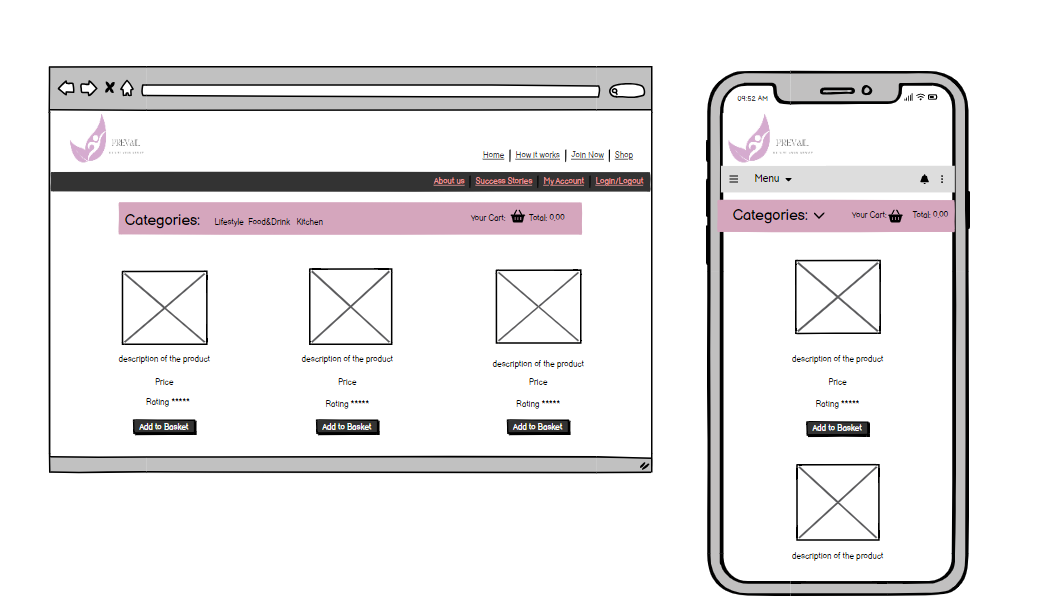 PREVAIL
Home | How it works | Join Now | Shop
About us | Success Stories | My Account | Login/Logout
Categories: Lifestyle Food&Drink Kitchen Your Cart: Total: 0,00
description of the product description of the product description of the product
Price Price Price
Rating ***** Rating ***** Rating *****
Add to Basket Add to Basket Add to Basket
09:52 AM
PREVAIL
Menu
Categories: Your Cart: Total: 0,00
description of the product
Price
Rating *****
Add to Basket
description of the product